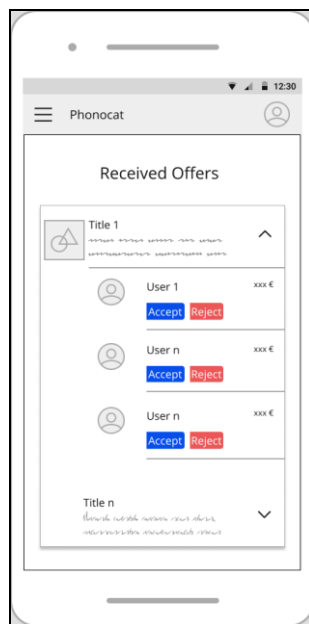 12:30
Phonocat
Received Offers
Title 1
User 1 xxx €
Accept Reject
User n xxx €
Accept Reject
User n xxx €
Accept Reject
Title n